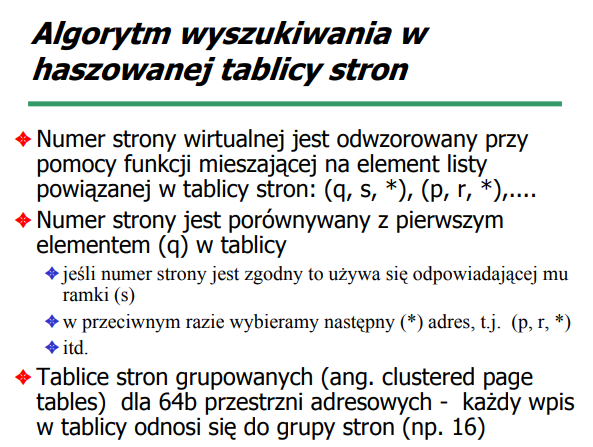 Algorytm wyszukiwania w
haszowanej tablicy stron
Numer strony wirtualnej jest odwzorowany przy
pomocy funkcji mieszającej na element listy
powiązanej w tablicy stron: (q, s, *), (p, r, *),....
Numer strony jest porównywany z pierwszym
elementem (q) w tablicy
jeśli numer strony jest zgodny to używa się odpowiadającej mu
ramki (s)
w przeciwnym razie wybieramy następny (*) adres, t.j. (p, r, *)
itd.
Tablice stron grupowanych (ang. clustered page
tables) dla 64b przestrzni adresowych - każdy wpis
w tablicy odnosi się do grupy stron (np. 16)